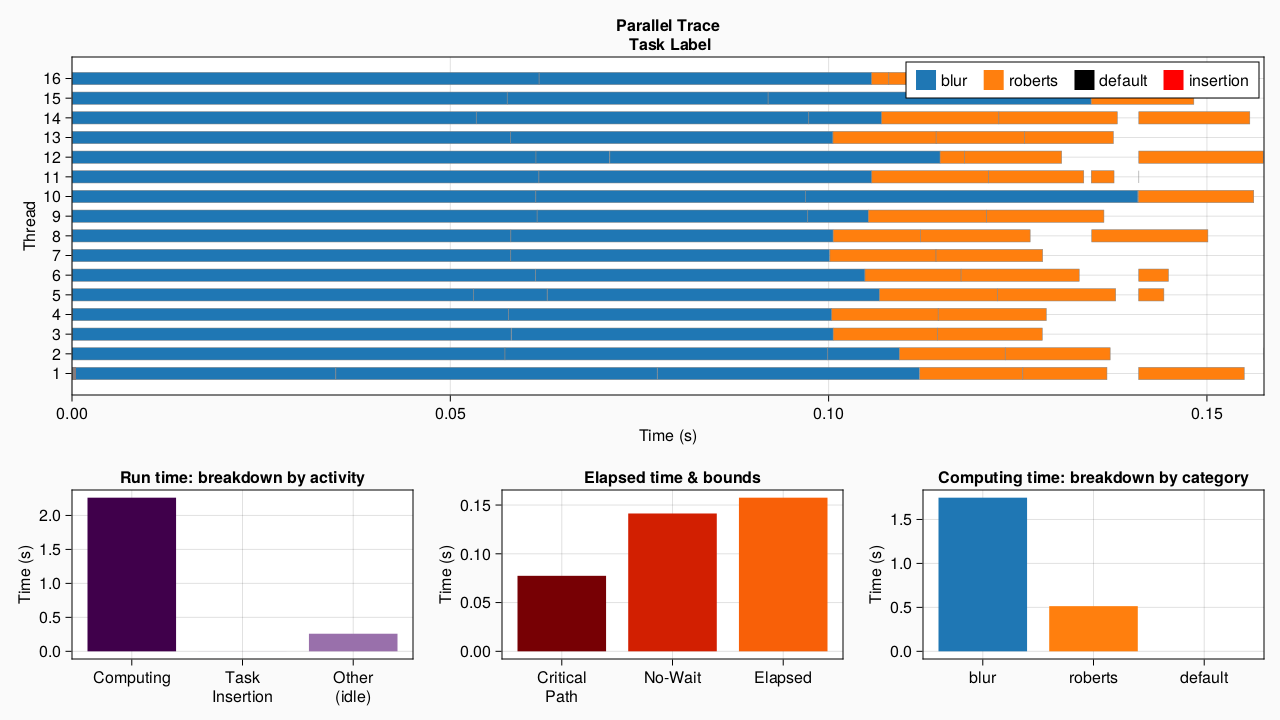 Parallel Trace
Task Label
blur roberts default insertion
Thread
16
15
14
13
12
11
10
9
8
7
6
5
4
3
2
1
0.00 0.05 0.10 0.15
Time (s)
Run time: breakdown by activity
Time (s)
2.0
1.5
1.0
0.5
0.0
Computing Task Other
Insertion (idle)
Elapsed time & bounds
Time (s)
0.15
0.10
0.05
0.00
Critical No-Wait Elapsed
Path
Computing time: breakdown by category
Time (s)
1.5
1.0
0.5
0.0
blur roberts default